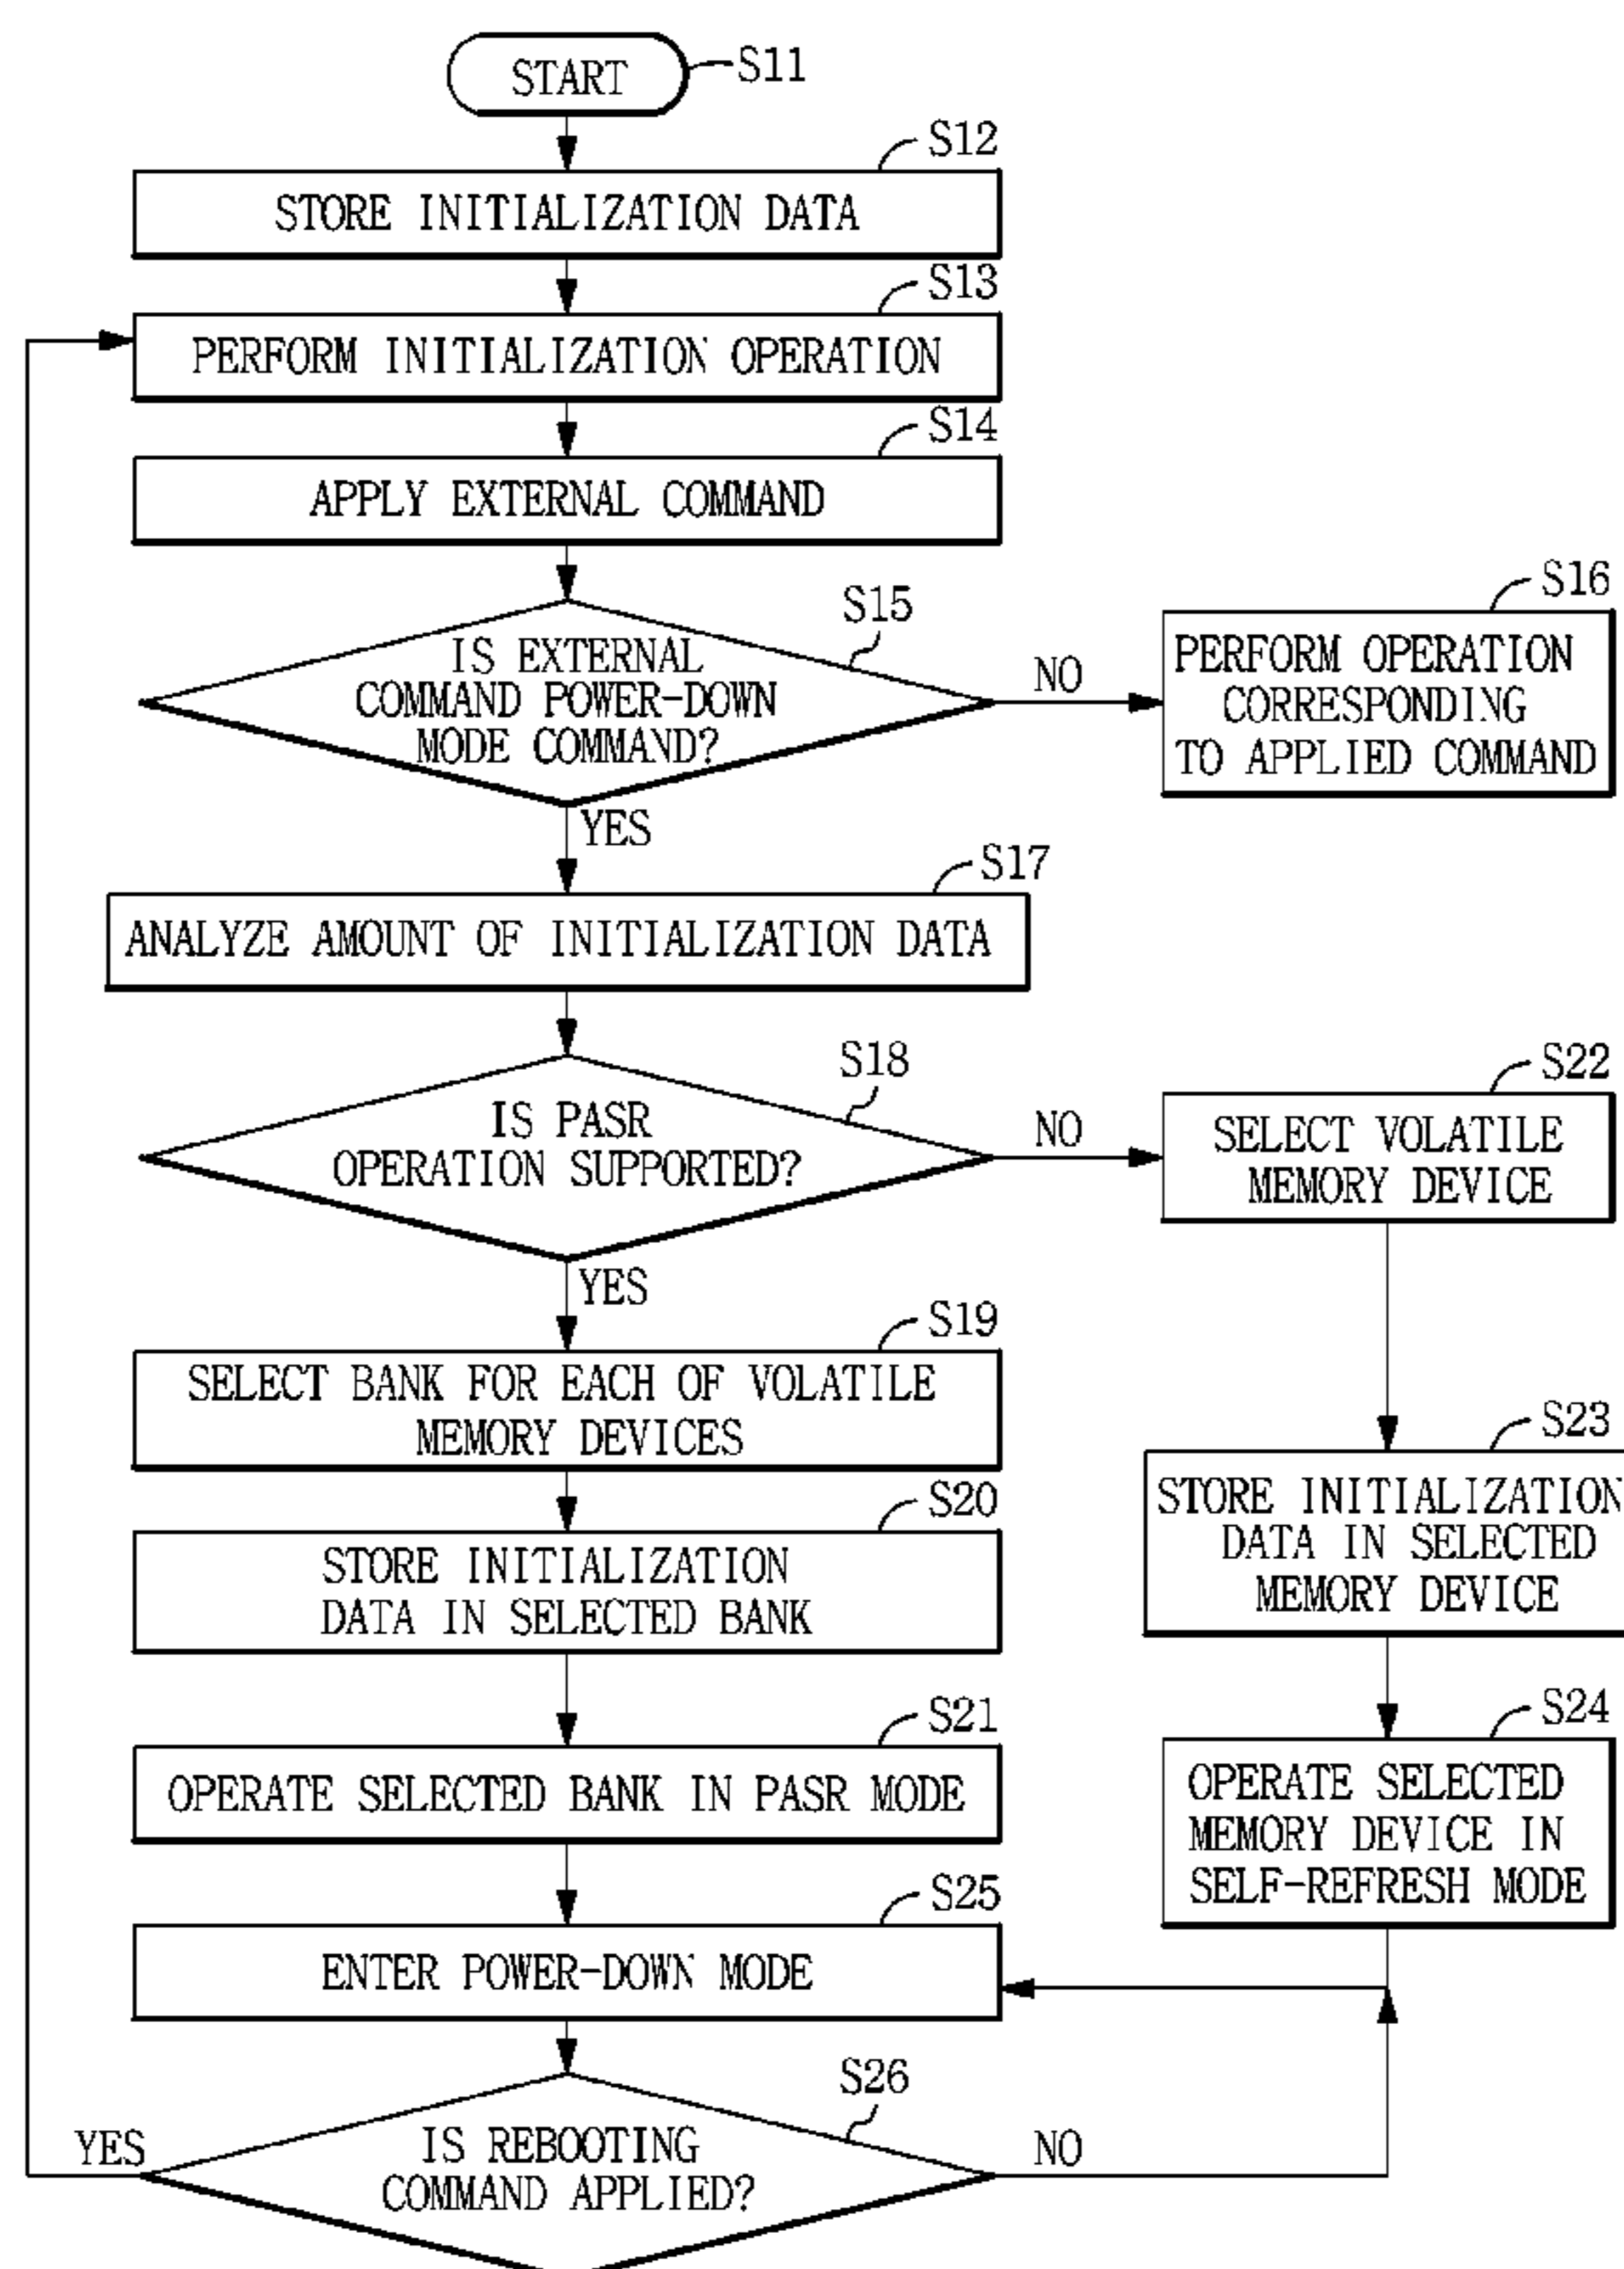 START
S11
S12
STORE INITIALIZATION DATA
S13
PERFORM INITIALIZATION OPERATION
S14
APPLY EXTERNAL COMMAND
S15
IS EXTERNAL
COMMAND POWER-DOWN
MODE COMMAND?
NO
S16
PERFORM OPERATION
CORRESPONDING
TO APPLIED COMMAND
YES
S17
ANALYZE AMOUNT OF INITIALIZATION DATA
S18
IS PASR
OPERATION SUPPORTED?
NO
S22
SELECT VOLATILE
MEMORY DEVICE
YES
S19
SELECT BANK FOR EACH OF VOLATILE
MEMORY DEVICES
S23
STORE INITIALIZATION
DATA IN SELECTED
MEMORY DEVICE
S20
STORE INITIALIZATION
DATA IN SELECTED BANK
S21
OPERATE SELECTED BANK IN PASR MODE
S24
OPERATE SELECTED
MEMORY DEVICE IN
SELF-REFRESH MODE
S25
ENTER POWER-DOWN MODE
S26
IS REBOOTING
COMMAND APPLIED?
YES
NO